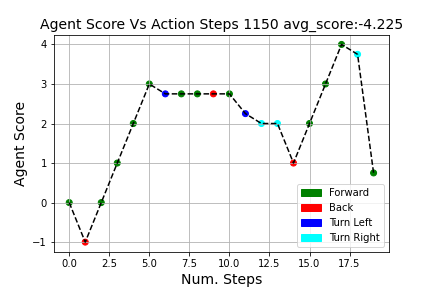 Agent Score Vs Action Steps 1150 avg_score:-4.225
Agent Score
4
3
2
1
0
−1
0.0 2.5 5.0 7.5 10.0 12.5 15.0 17.5
Num. Steps
Forward
Back
Turn Left
Turn Right